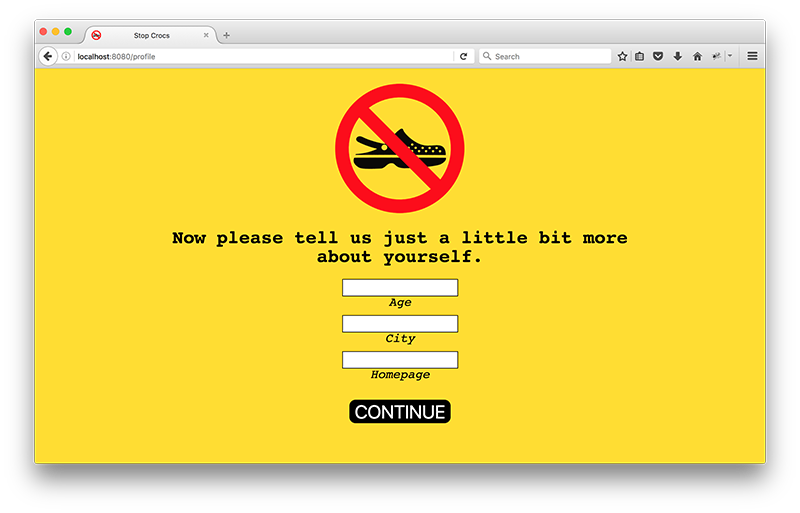 Stop Crocs
localhost:8080/profile
Search
Now please tell us just a little bit more
about yourself.
Age
City
Homepage
CONTINUE